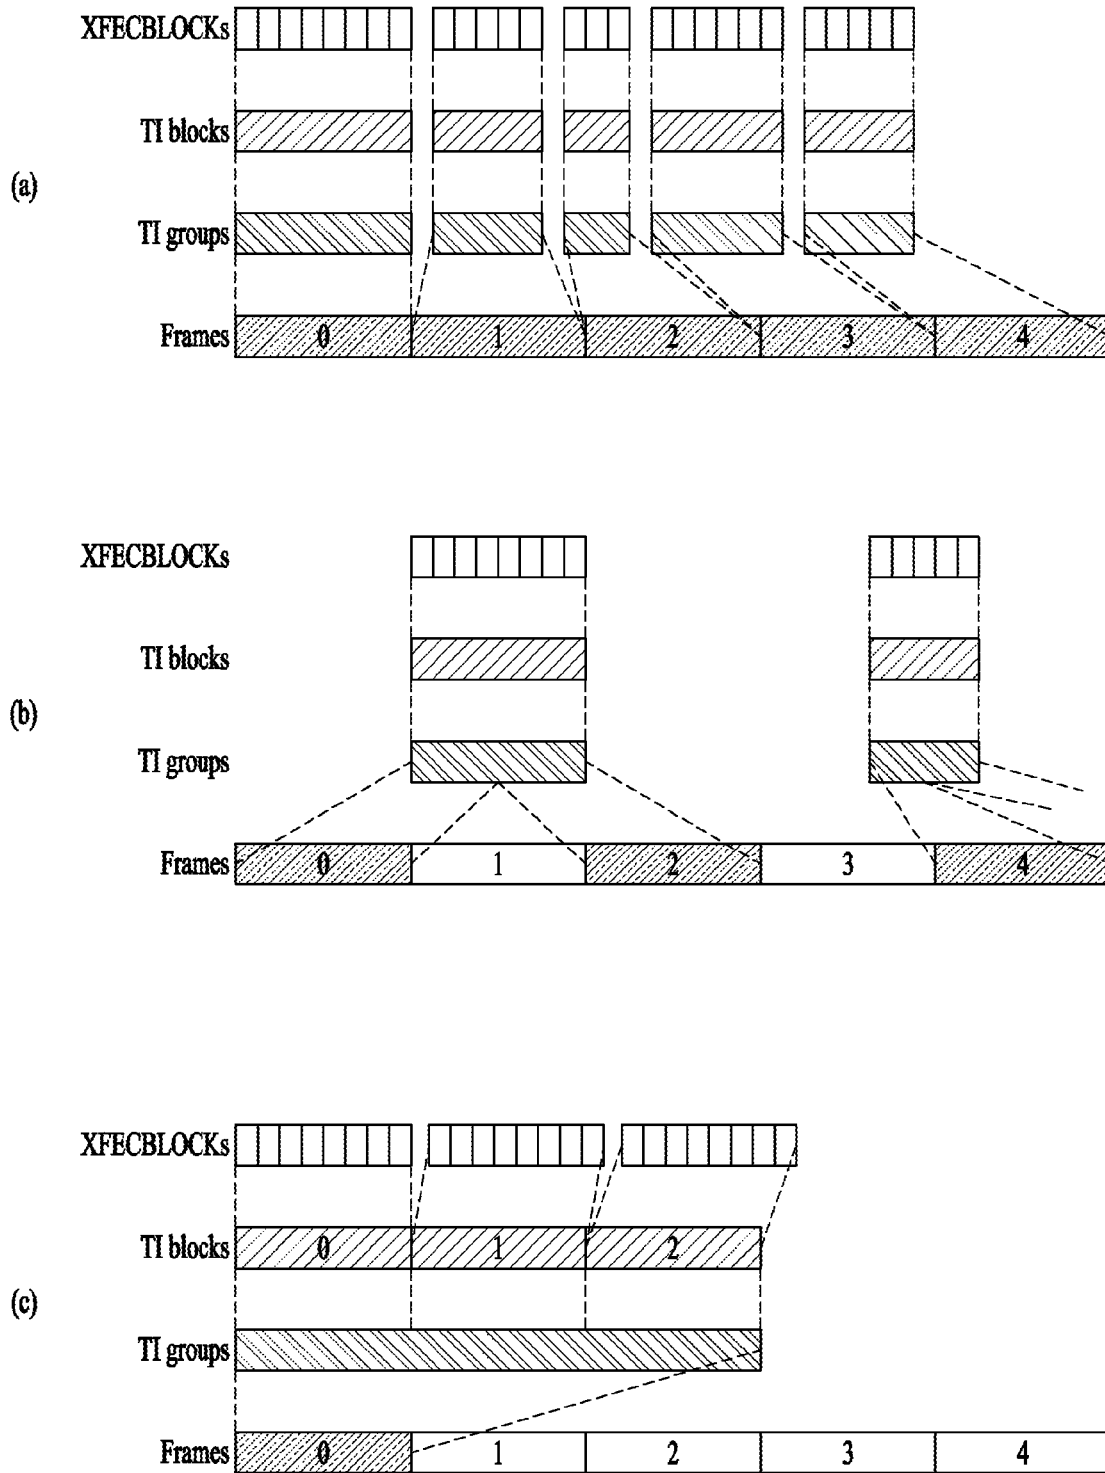 XFECBLOCKs
TI blocks
(a)
TI groups
Frames 0 1 2 3 4
XFECBLOCKs
TI blocks
(b)
TI groups
Frames 0 1 2 3 4
XFECBLOCKs
TI blocks 0 1 2
(c)
TI groups
Frames 0 1 2 3 4